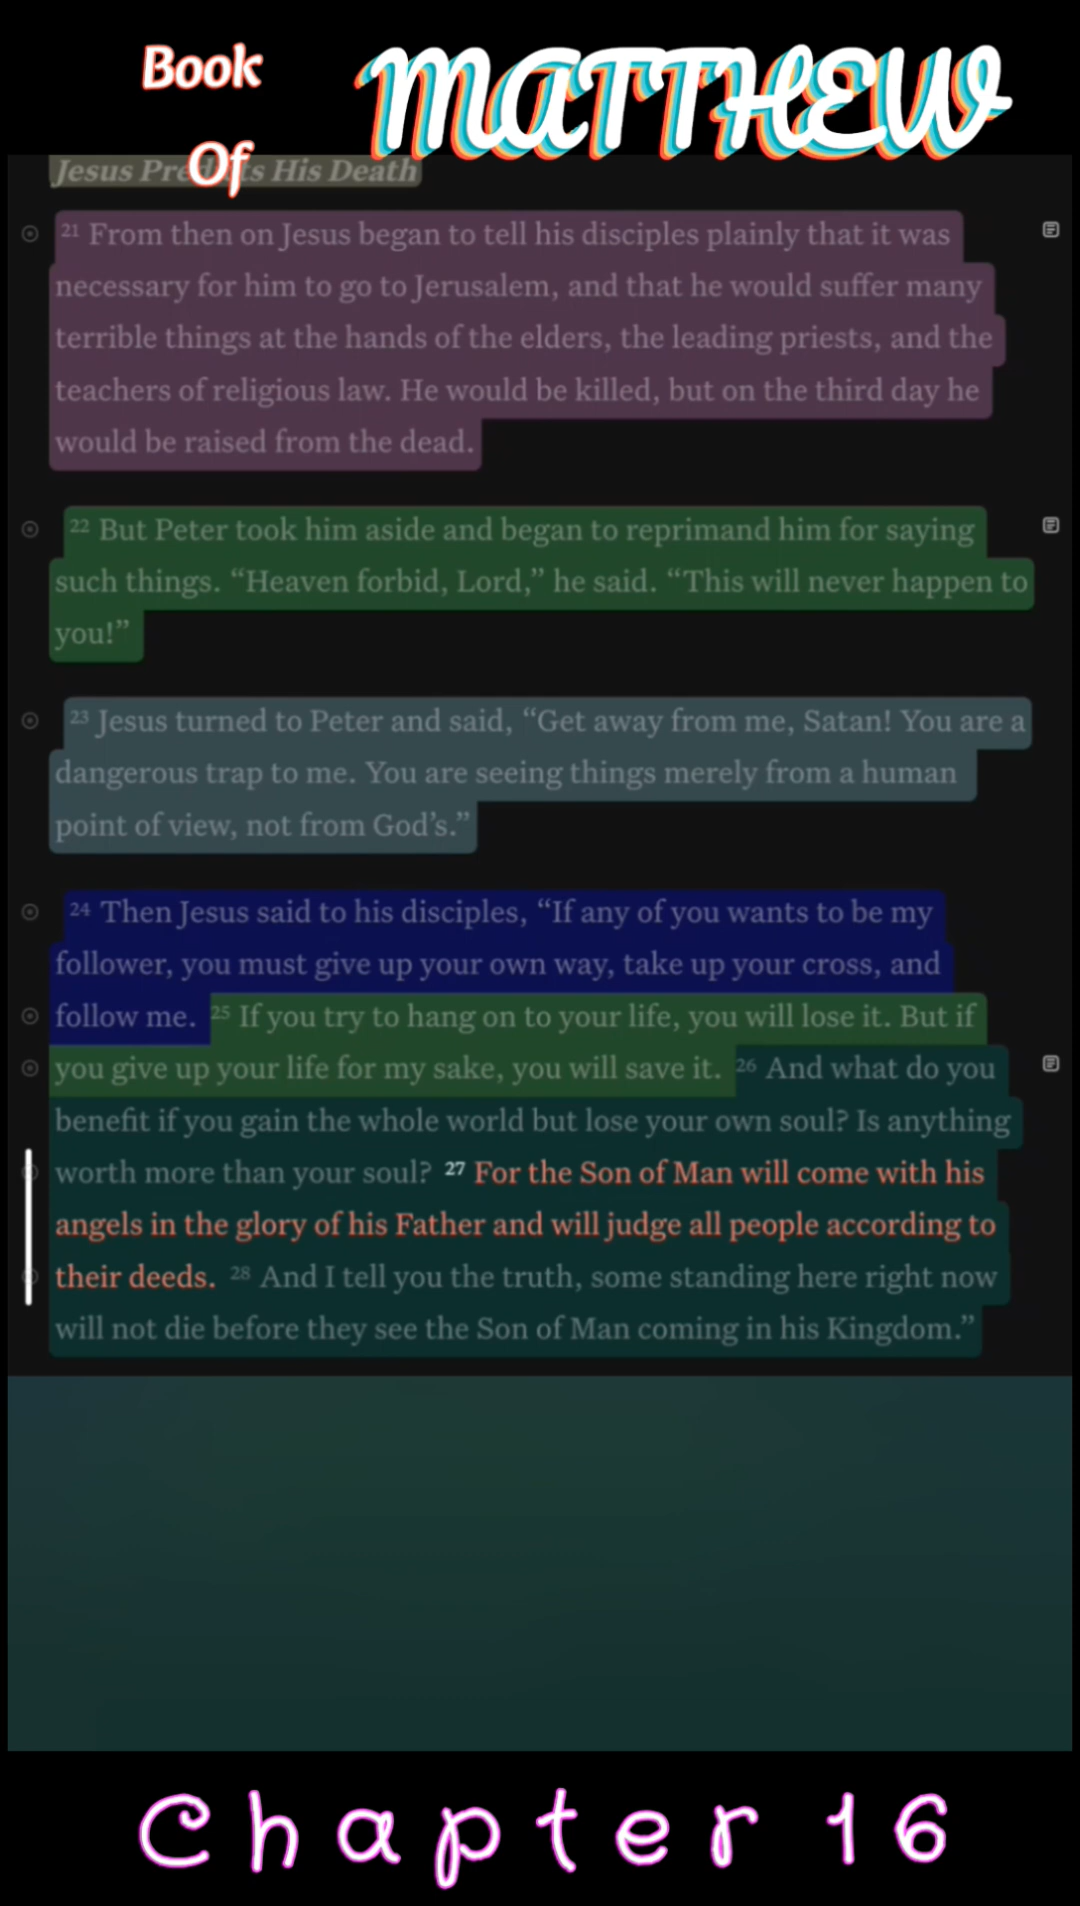 Book
Of
MATTHEW
Jesus Predicts His Death
21 From then on Jesus began to tell his disciples plainly that it was
necessary for him to go to Jerusalem, and that he would suffer many
terrible things at the hands of the elders, the leading priests, and the
teachers of religious law. He would be killed, but on the third day he
would be raised from the dead.
22 But Peter took him aside and began to reprimand him for saying
such things. “Heaven forbid, Lord,” he said. “This will never happen to
you!”
23 Jesus turned to Peter and said, “Get away from me, Satan! You are a
dangerous trap to me. You are seeing things merely from a human
point of view, not from God’s.”
24 Then Jesus said to his disciples, “If any of you wants to be my
follower, you must give up your own way, take up your cross, and
follow me. 25 If you try to hang on to your life, you will lose it. But if
you give up your life for my sake, you will save it. 26 And what do you
benefit if you gain the whole world but lose your own soul? Is anything
worth more than your soul? 27 For the Son of Man will come with his
angels in the glory of his Father and will judge all people according to
their deeds. 28 And I tell you the truth, some standing here right now
will not die before they see the Son of Man coming in his Kingdom.”
Chapter 16